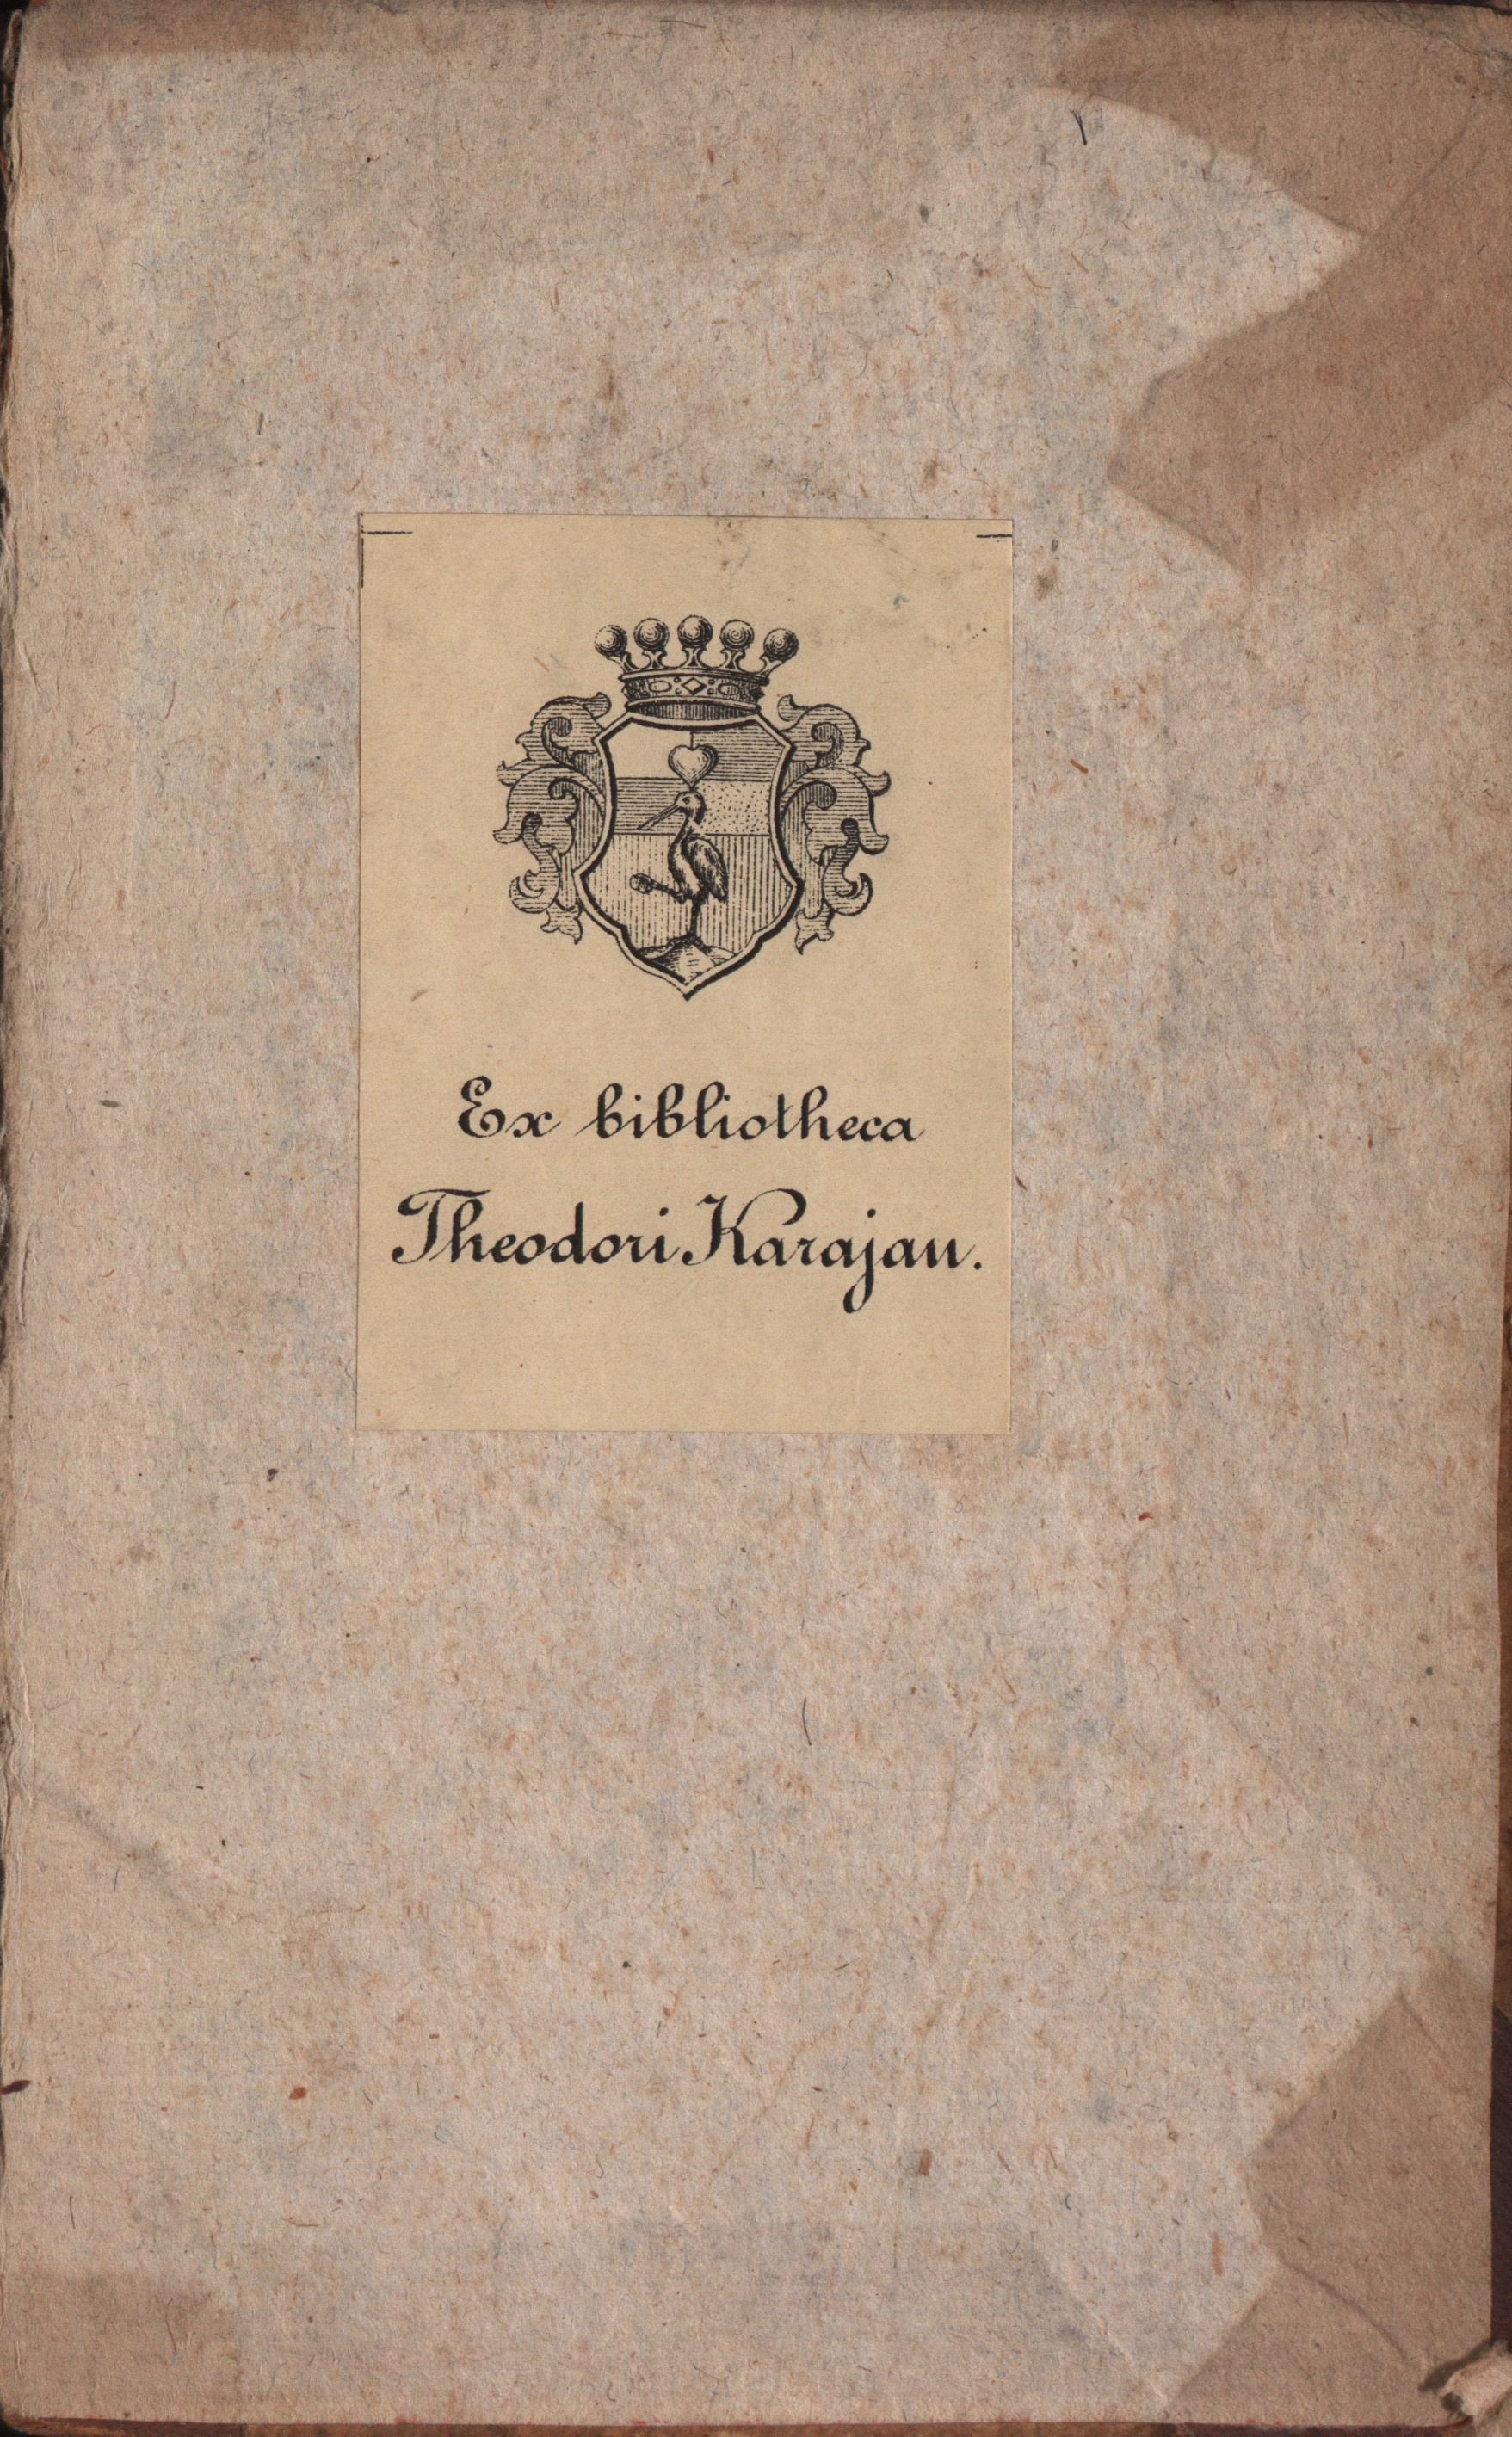 Ex bibliotheca
Theodori Karajan.